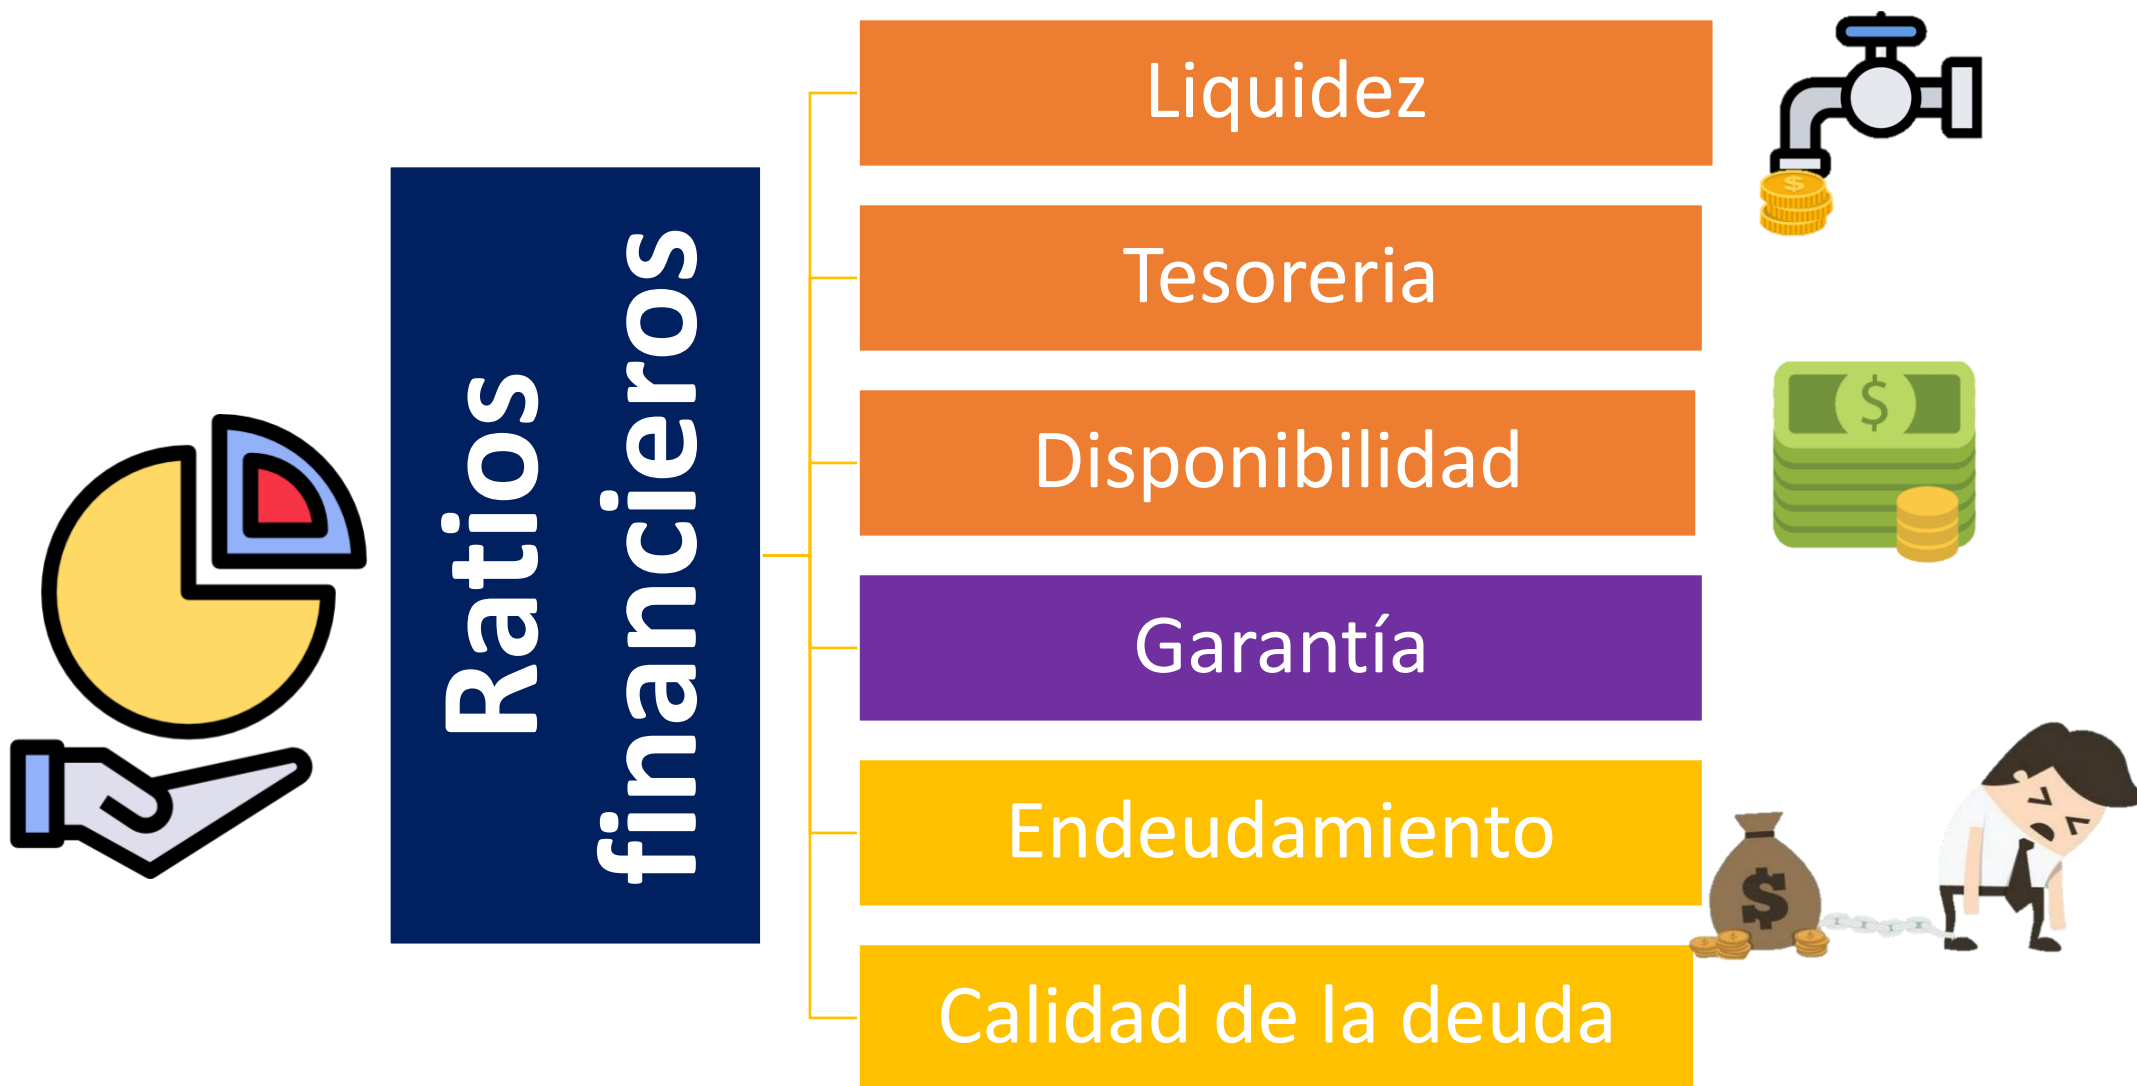 Ratios
financieros
Liquidez
Tesoreria
Disponibilidad
Garantía
Endeudamiento
Calidad de la deuda
$
$
$